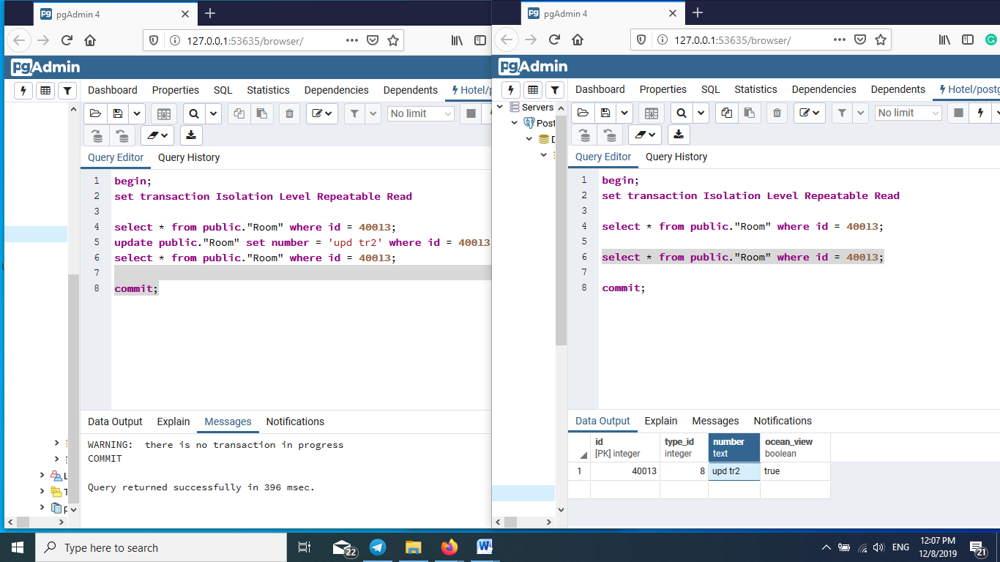 pgAdmin 4
127.0.0.1:53635/browser/
pgAdmin
Dashboard Properties SQL Statistics Dependencies Dependents Hotel/p
No limit
Query Editor Query History
1 begin;
2 set transaction Isolation Level Repeatable Read
3
4 select * from public."Room" where id = 40013;
5 update public."Room" set number = 'upd tr2' where id = 40013
6 select * from public."Room" where id = 40013;
7
8 commit;
L
T
p
Data Output Explain Messages Notifications
WARNING: there is no transaction in progress
COMMIT
Query returned successfully in 396 msec.
pgAdmin 4
127.0.0.1:53635/browser/
pgAdmin
Dashboard Properties SQL Statistics Dependencies Dependents Hotel/postg
Servers
Post
D
No limit
Query Editor Query History
1 begin;
2 set transaction Isolation Level Repeatable Read
3
4 select * from public."Room" where id = 40013;
5
6 select * from public."Room" where id = 40013;
7
8 commit;
Data Output Explain Messages Notifications
id type_id number ocean_view
[PK] integer integer text boolean
1 40013 8 upd tr2 true
Type here to search
22
W
ENG
12:07 PM
12/8/2019
21